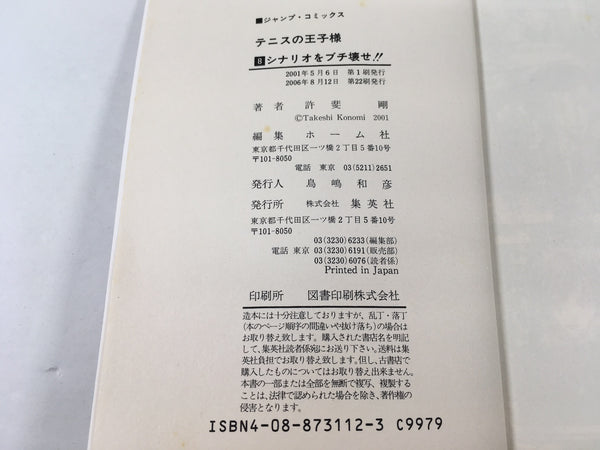 ■ジャンプ・コミックス
テニスの王子様
8シナリオをブチ壊せ!!
2001年5月6日 第1刷発行
2006年8月12日 第22刷発行
著者 許斐 剛
©Takeshi Konomi 2001
編集 ホーム社
東京都千代田区一ツ橋2丁目5番10号
〒101-8050
電話 東京 03(5211)2651
発行人 鳥嶋和彦
発行所 株式会社 集英社
東京都千代田区一ツ橋2丁目5番10号
〒101-8050
03(3230)6233(編集部)
電話 東京 03(3230)6191(販売部)
03(3230)6076(読者係)
Printed in Japan
印刷所 図書印刷株式会社
造本には十分注意しておりますが、乱丁・落丁
(本のページ順序の間違いや抜け落ち)の場合は
お取り替え致します。購入された書店名を明記
して、集英社読者係宛にお送り下さい。送料は集
英社負担でお取り替え致します。但し、古書店で
購入したものについてはお取り替え出来ません。
本書の一部または全部を無断で複写、複製する
ことは、法律で認められた場合を除き、著作権の
侵害となります。
ISBN4-08-873112-3 C9979